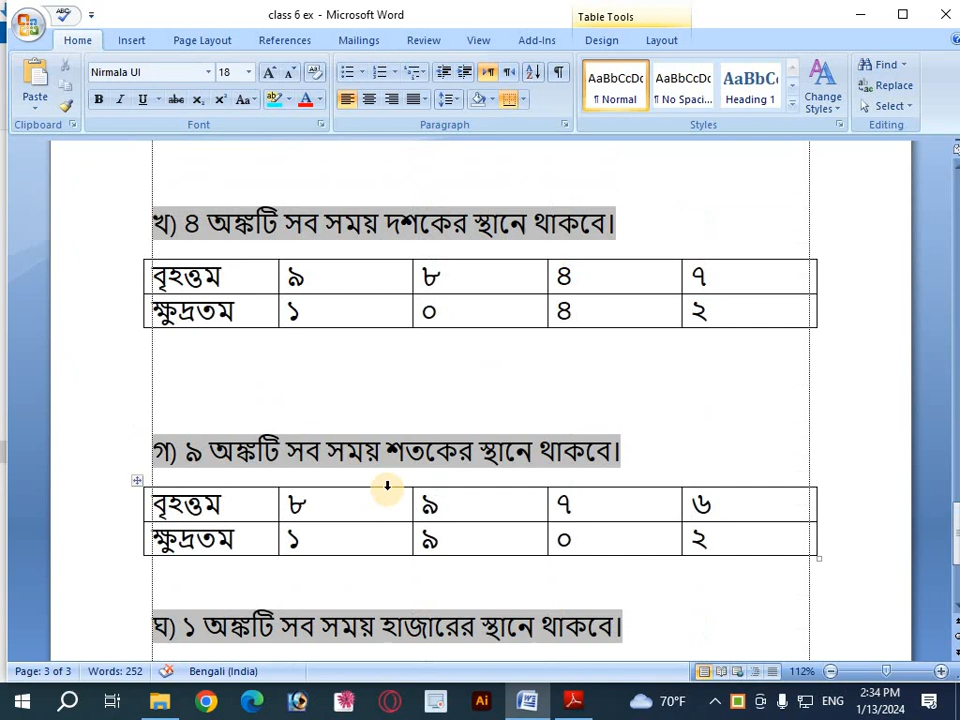 class 6 ex - Microsoft Word
Table Tools
Home Insert Page Layout References Mailings Review View Add-Ins Design Layout
Nirmala UI 18
AaBbCcDc AaBbCcDc AaBbC
Paste
B I U abc x₂ x² Aa A
¶ Normal ¶ No Spaci... Heading 1
Change Styles
Find
Replace
Select
Clipboard Font Paragraph Styles Editing
খ) ৪ অঙ্কটি সব সময় দশকের স্থানে থাকবে।
বৃহত্তম ৯ ৮ ৪ ৭
ক্ষুদ্রতম ১ ০ ৪ ২
গ) ৯ অঙ্কটি সব সময় শতকের স্থানে থাকবে।
বৃহত্তম ৮ ৯ ৭ ৬
ক্ষুদ্রতম ১ ৯ ০ ২
ঘ) ১ অঙ্কটি সব সময় হাজারের স্থানে থাকবে।
Page: 3 of 3 Words: 252 Bengali (India) 112%
70°F ENG 2:34 PM
1/13/2024